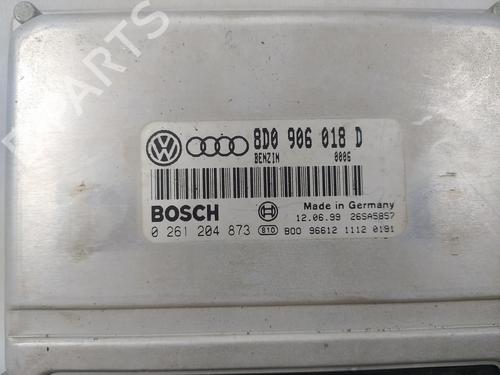 PARTS
8D0 906 018 D
BENZIN 0006
BOSCH Made in Germany
12.06.99 26SA5857
0 261 204 873 810 B00 96612 1112 0191